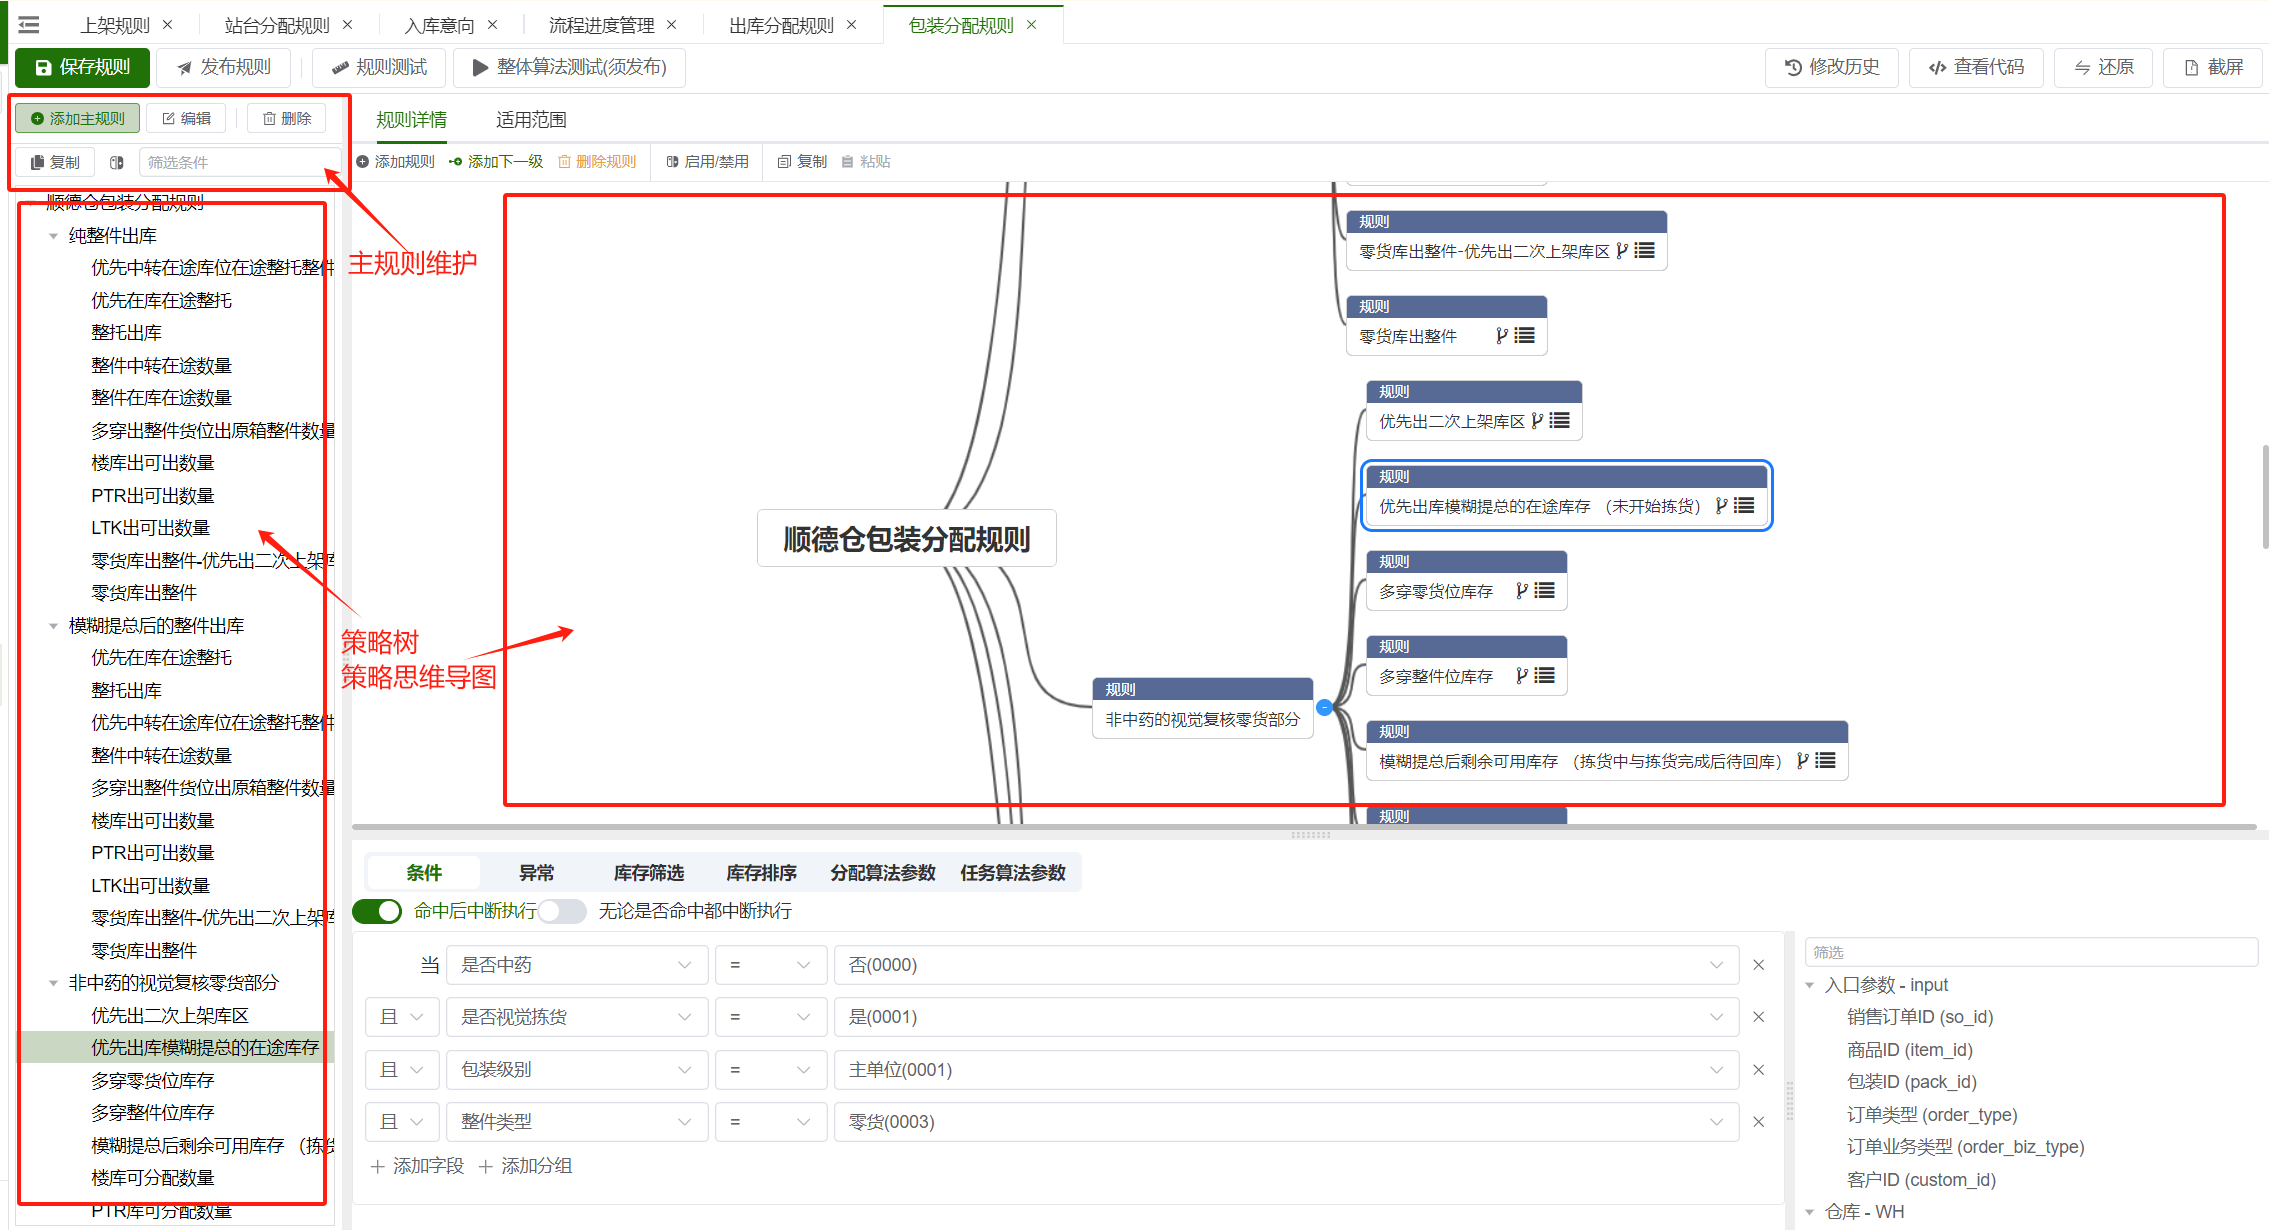 上架规则 × 站台分配规则 × 入库意向 × 流程进度管理 × 出库分配规则 × 包装分配规则 ×
保存规则 发布规则 规则测试 整体算法测试(须发布) 修改历史 查看代码 还原 截屏
添加主规则 编辑 删除
复制 筛选条件
规则详情 适用范围
添加规则 添加下一级 删除规则 启用/禁用 复制 粘贴
顺德仓包装分配规则
纯整件出库
优先中转在途库位在途整托整件
优先在库在途整托
整托出库
整件中转在途数量
整件在库在途数量
多穿出整件货位出原箱整件数量
楼库出可出数量
PTR出可出数量
LTK出可出数量
零货库出整件-优先出二次上架库
零货库出整件
模糊提总后的整件出库
优先在库在途整托
整托出库
优先中转在途库位在途整托整件
整件中转在途数量
多穿出整件货位出原箱整件数量
楼库出可出数量
PTR出可出数量
LTK出可出数量
零货库出整件-优先出二次上架库
零货库出整件
非中药的视觉复核零货部分
优先出二次上架库区
优先出库模糊提总的在途库存
多穿零货位库存
多穿整件位库存
模糊提总后剩余可用库存 （拣货
楼库可分配数量
PTR库可分配数量
主规则维护
策略树
策略思维导图
规则
零货库出整件-优先出二次上架库区
规则
零货库出整件
规则
优先出二次上架库区
规则
优先出库模糊提总的在途库存 （未开始拣货）
顺德仓包装分配规则
规则
多穿零货位库存
规则
多穿整件位库存
规则
非中药的视觉复核零货部分
规则
模糊提总后剩余可用库存 （拣货中与拣货完成后待回库）
规则
条件 异常 库存筛选 库存排序 分配算法参数 任务算法参数
命中后中断执行 无论是否命中都中断执行
当 是否中药 = 否(0000) ×
且 是否视觉拣货 = 是(0001) ×
且 包装级别 = 主单位(0001) ×
且 整件类型 = 零货(0003) ×
+ 添加字段 + 添加分组
筛选
入口参数 - input
销售订单ID (so_id)
商品ID (item_id)
包装ID (pack_id)
订单类型 (order_type)
订单业务类型 (order_biz_type)
客户ID (custom_id)
仓库 - WH